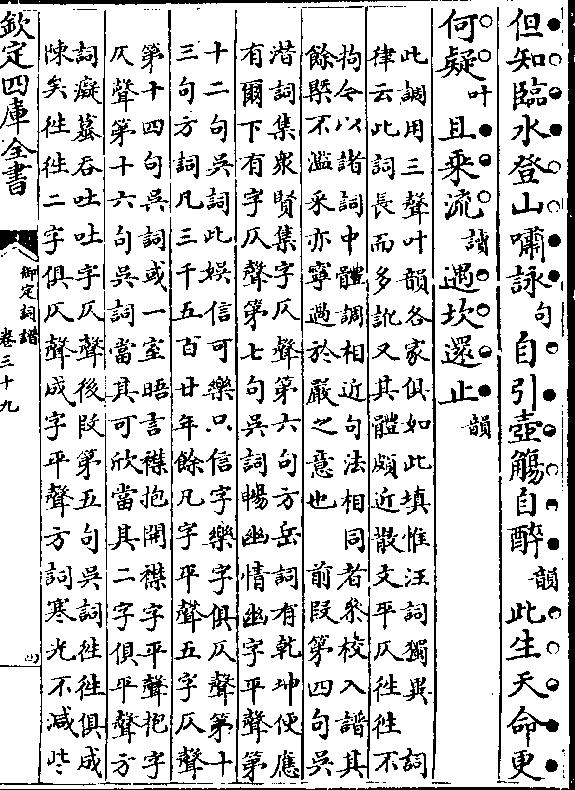 但知臨水登山嘯詠句自引壺觴自醉韻此生天命更
何疑叶且乘流讀遇坎還止韻
此調用三聲叶韻各家俱如此填惟汪詞獨異 詞
律云此詞長而多訛又其體頗近散文平仄往往不
拘今以諸詞中體調相近句法相同者參校入譜其
餘槩不濫采亦寧過於嚴之意也 前段第四句吳
潛詞集衆賢集字仄聲第六句方岳詞有乾坤便應
有爾下有字仄聲第七句吳詞暢幽情幽字平聲第
十二句吳詞此娛信可樂只信字樂字俱仄聲第十
三句方詞凡三千五百廿年餘凡字平聲五字仄聲
第十四句吳詞或一室晤言襟抱開襟字平聲抱字
仄聲第十六句吳詞當其可欣當其二字俱平聲方
詞癡蟇吞吐吐字仄聲後段第五句吳詞往往俱成
陳矣往往二字俱仄聲成字平聲方詞寒光不減些
欽定四庫全書
御定詞譜
卷三十九
四